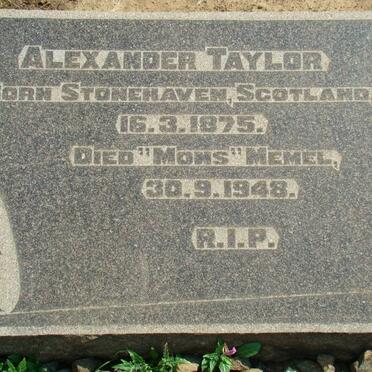 ALEXANDER TAYLOR
BORN STONEHAVEN, SCOTLAND
16.3.1875.
DIED "MONS" MEMEL,
30.9.1948.
R.I.P.